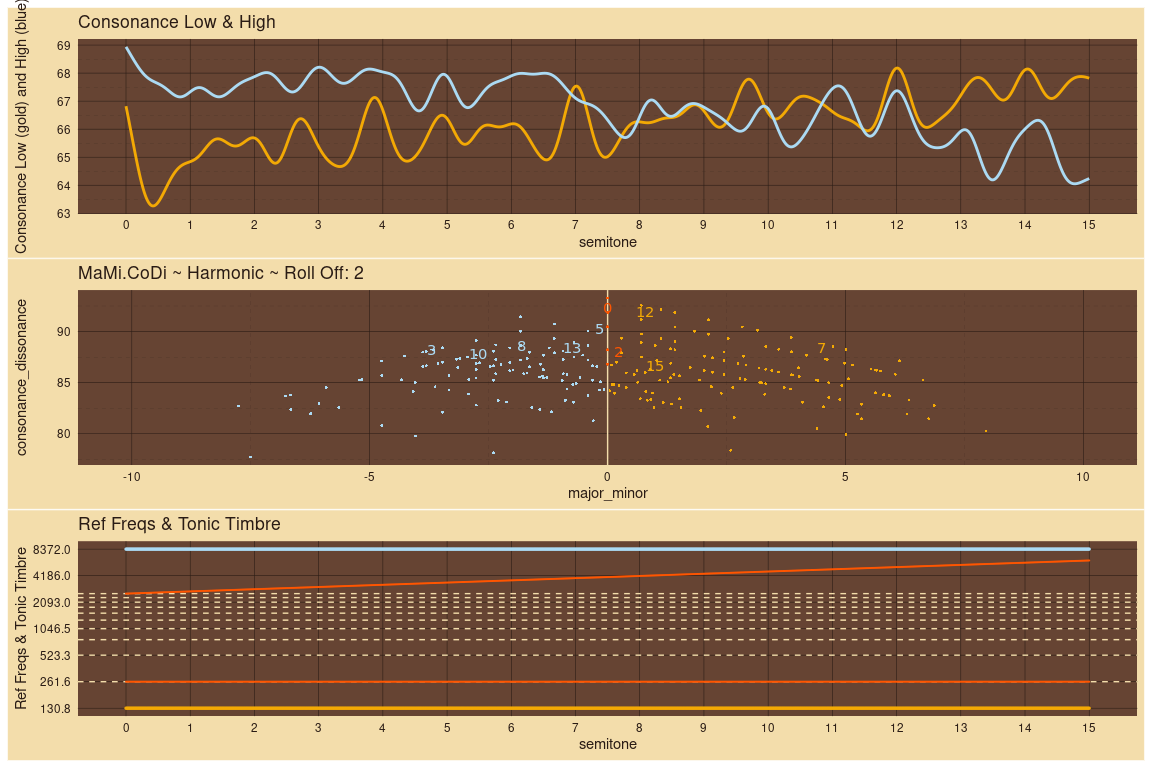 Consonance Low & High
Consonance Low (gold) and High (blue)
69
68
67
66
65
64
63
0 1 2 3 4 5 6 7 8 9 10 11 12 13 14 15
semitone
MaMi.CoDi ~ Harmonic ~ Roll Off: 2
consonance_dissonance
90
85
80
0
12
5
3
10
8
13
2
15
7
-10 -5 0 5 10
major_minor
Ref Freqs & Tonic Timbre
Ref Freqs & Tonic Timbre
8372.0
4186.0
2093.0
1046.5
523.3
261.6
130.8
0 1 2 3 4 5 6 7 8 9 10 11 12 13 14 15
semitone